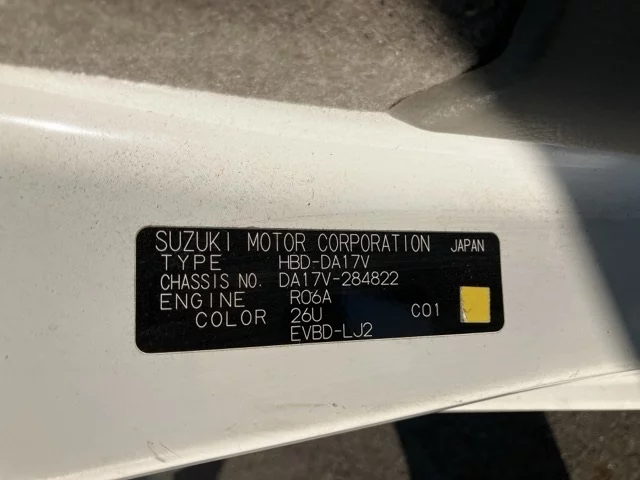 SUZUKI MOTOR CORPORATION JAPAN
TYPE HBD-DA17V
CHASSIS NO. DA17V-284822
ENGINE R06A
COLOR 26U C01
EVBD-LJ2